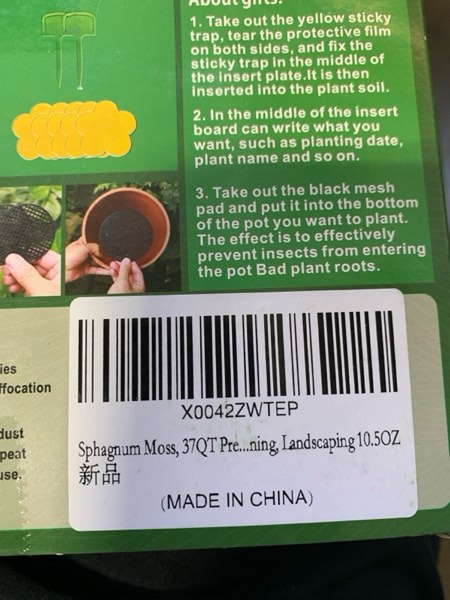 About gifts:
1. Take out the yellow sticky
trap, tear the protective film
on both sides, and fix the
sticky trap in the middle of
the insert plate.It is then
inserted into the plant soil.
2. In the middle of the insert
board can write what you
want, such as planting date,
plant name and so on.
3. Take out the black mesh
pad and put it into the bottom
of the pot you want to plant.
The effect is to effectively
prevent insects from entering
the pot Bad plant roots.
ies
ffocation
dust
peat
use.
X0042ZWTEP
Sphagnum Moss, 37QT Pre...ning, Landscaping 10.5OZ
新品
(MADE IN CHINA)